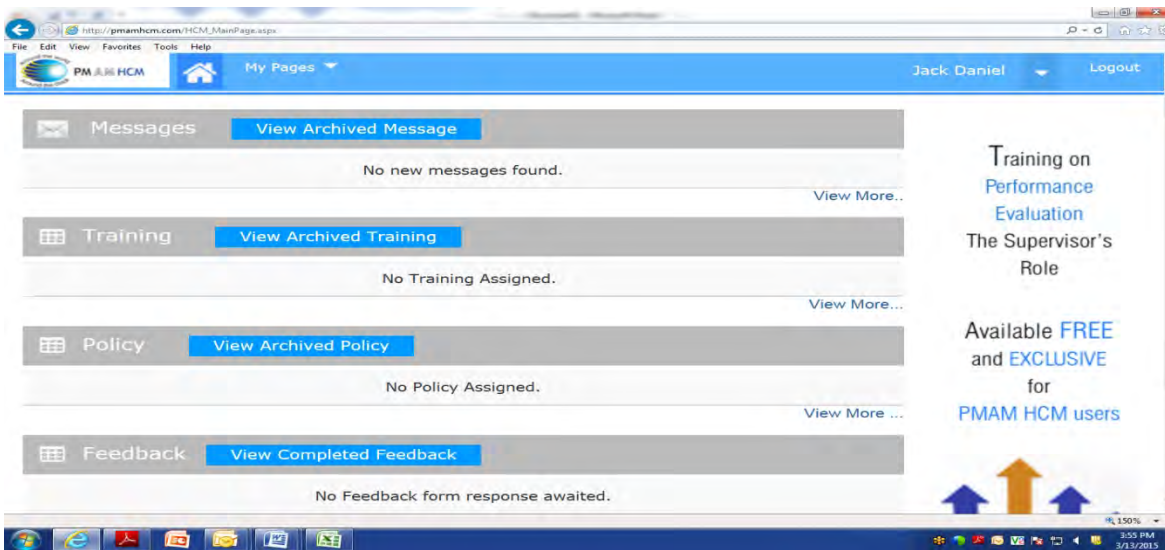 http://pmamhcm.com/HCM_MainPage.aspx
File Edit View Favorites Tools Help
PMAM HCM
My Pages
Jack Daniel
Logout
Messages
View Archived Message
No new messages found.
View More..
Training
View Archived Training
No Training Assigned.
View More...
Policy
View Archived Policy
No Policy Assigned.
View More ...
Feedback
View Completed Feedback
No Feedback form response awaited.
Training on
Performance
Evaluation
The Supervisor's
Role
Available FREE
and EXCLUSIVE
for
PMAM HCM users
150%
3:55 PM
3/13/2015